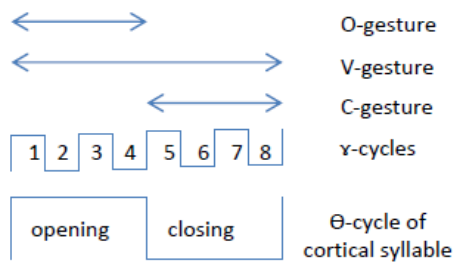 O-gesture
V-gesture
C-gesture
1 2 3 4 5 6 7 8 ɤ-cycles
opening closing ϴ-cycle of
cortical syllable